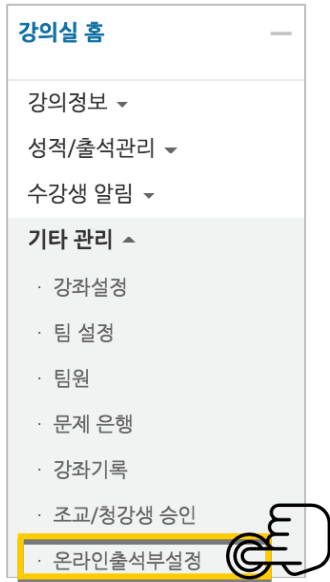 강의실 홈
강의정보
성적/출석관리
수강생 알림
기타 관리
· 강좌설정
· 팀 설정
· 팀원
· 문제 은행
· 강좌기록
· 조교/청강생 승인
· 온라인출석부설정